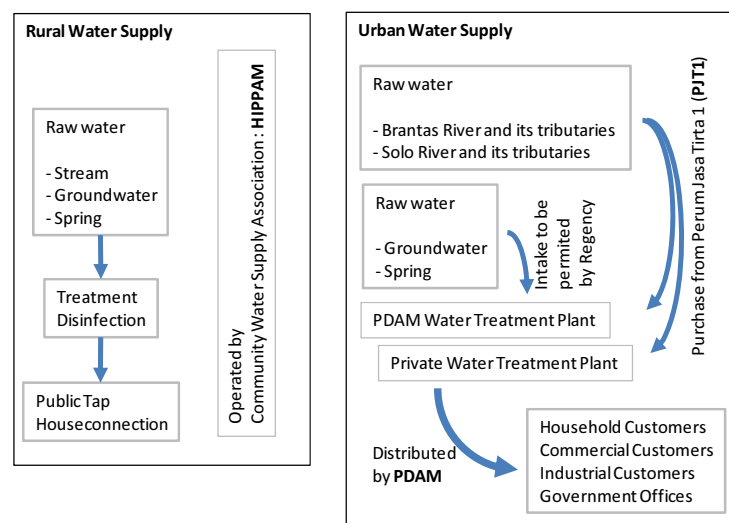 Rural Water Supply
Raw water
- Stream
- Groundwater
- Spring
Treatment
Disinfection
Public Tap
Houseconnection
Operated by
Community Water Supply Association : HIPPAM
Urban Water Supply
Raw water
- Brantas River and its tributaries
- Solo River and its tributaries
Raw water
- Groundwater
- Spring
Intake to be
permited
by Regency
Purchase from Perum Jasa Tirta 1 (PJT1)
PDAM Water Treatment Plant
Private Water Treatment Plant
Distributed
by PDAM
Household Customers
Commercial Customers
Industrial Customers
Government Offices